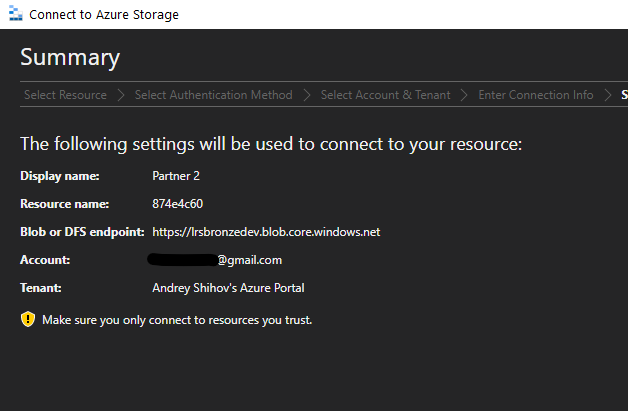 Connect to Azure Storage
Summary
Select Resource > Select Authentication Method > Select Account & Tenant > Enter Connection Info > S
The following settings will be used to connect to your resource:
Display name: Partner 2
Resource name: 874e4c60
Blob or DFS endpoint: https://lrsbronzedev.blob.core.windows.net
Account: @gmail.com
Tenant: Andrey Shihov's Azure Portal
Make sure you only connect to resources you trust.